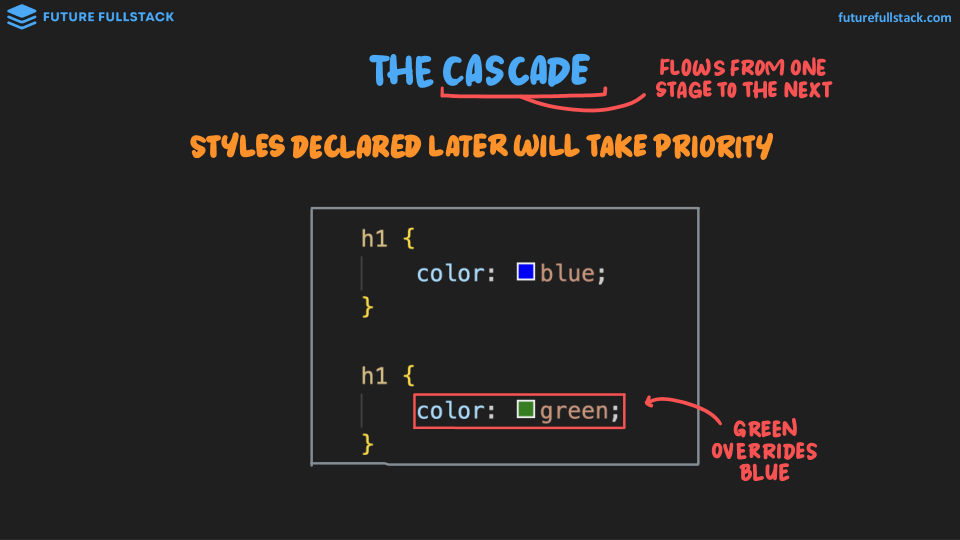 FUTURE FULLSTACK
futurefullstack.com
THE CASCADE
FLOWS FROM ONE
STAGE TO THE NEXT
STYLES DECLARED LATER WILL TAKE PRIORITY
h1 {
color: blue;
}
h1 {
color: green;
}
GREEN
OVERRIDES
BLUE